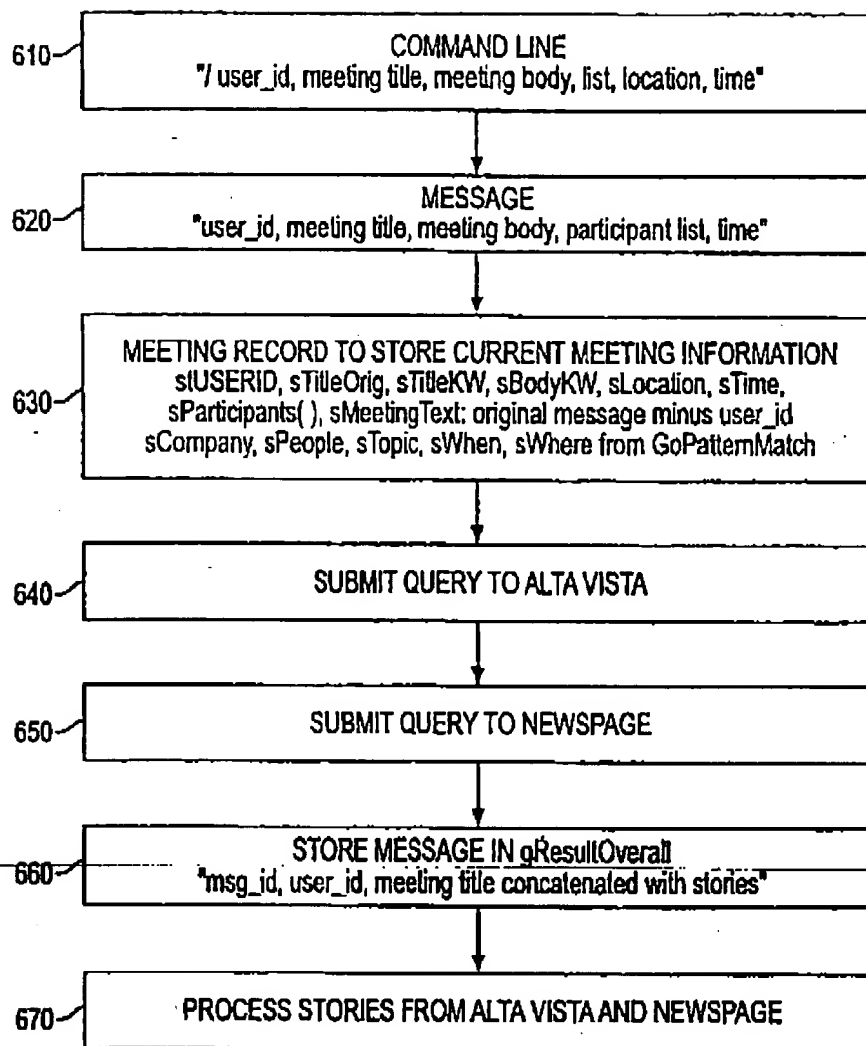 610
COMMAND LINE
"/ user_id, meeting title, meeting body, list, location, time"
620
MESSAGE
"user_id, meeting title, meeting body, participant list, time"
630
MEETING RECORD TO STORE CURRENT MEETING INFORMATION
stUSERID, sTitleOrig, sTitleKW, sBodyKW, sLocation, sTime,
sParticipants( ), sMeetingText: original message minus user_id
sCompany, sPeople, sTopic, sWhen, sWhere from GoPatternMatch
640
SUBMIT QUERY TO ALTA VISTA
650
SUBMIT QUERY TO NEWSPAGE
660
STORE MESSAGE IN gResultOverall
"msg_id, user_id, meeting title concatenated with stories"
670
PROCESS STORIES FROM ALTA VISTA AND NEWSPAGE